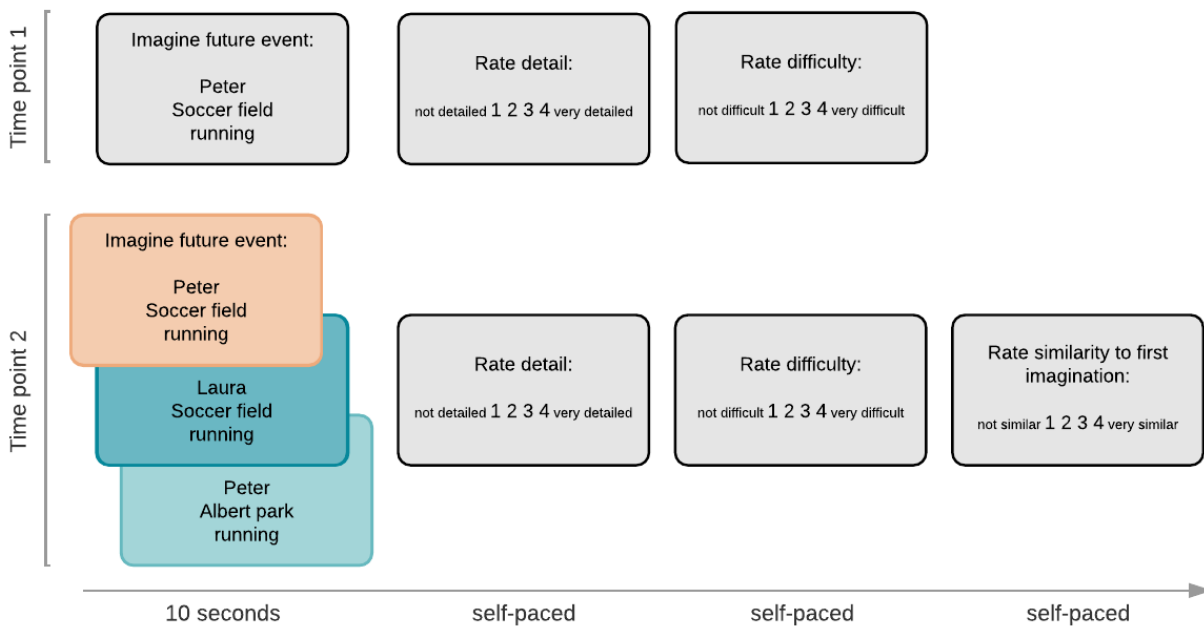 Time point 1
Imagine future event:
Peter
Soccer field
running
Rate detail:
not detailed 1 2 3 4 very detailed
Rate difficulty:
not difficult 1 2 3 4 very difficult
Time point 2
Imagine future event:
Peter
Soccer field
running
Laura
Soccer field
running
Peter
Albert park
running
Rate detail:
not detailed 1 2 3 4 very detailed
Rate difficulty:
not difficult 1 2 3 4 very difficult
Rate similarity to first
imagination:
not similar 1 2 3 4 very similar
10 seconds
self-paced
self-paced
self-paced